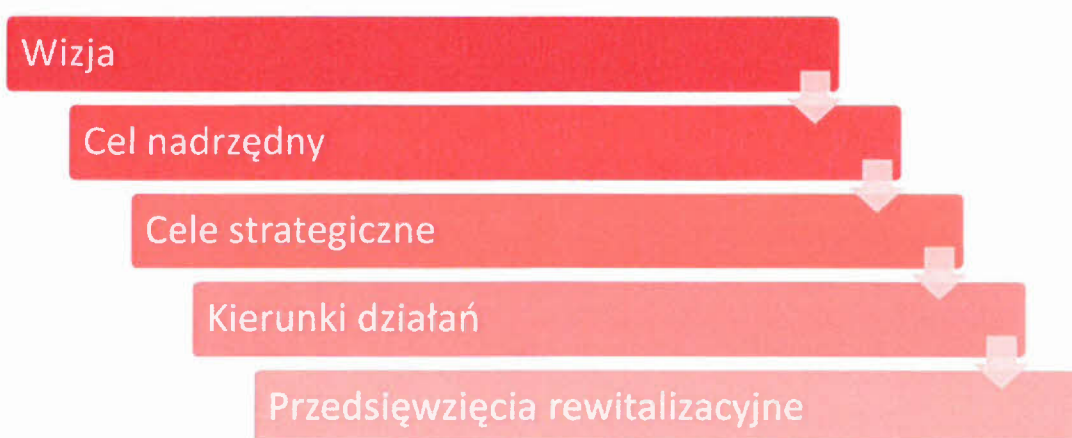 Wizja
Cel nadrzędny
Cele strategiczne
Kierunki działań
Przedsięwzięcia rewitalizacyjne